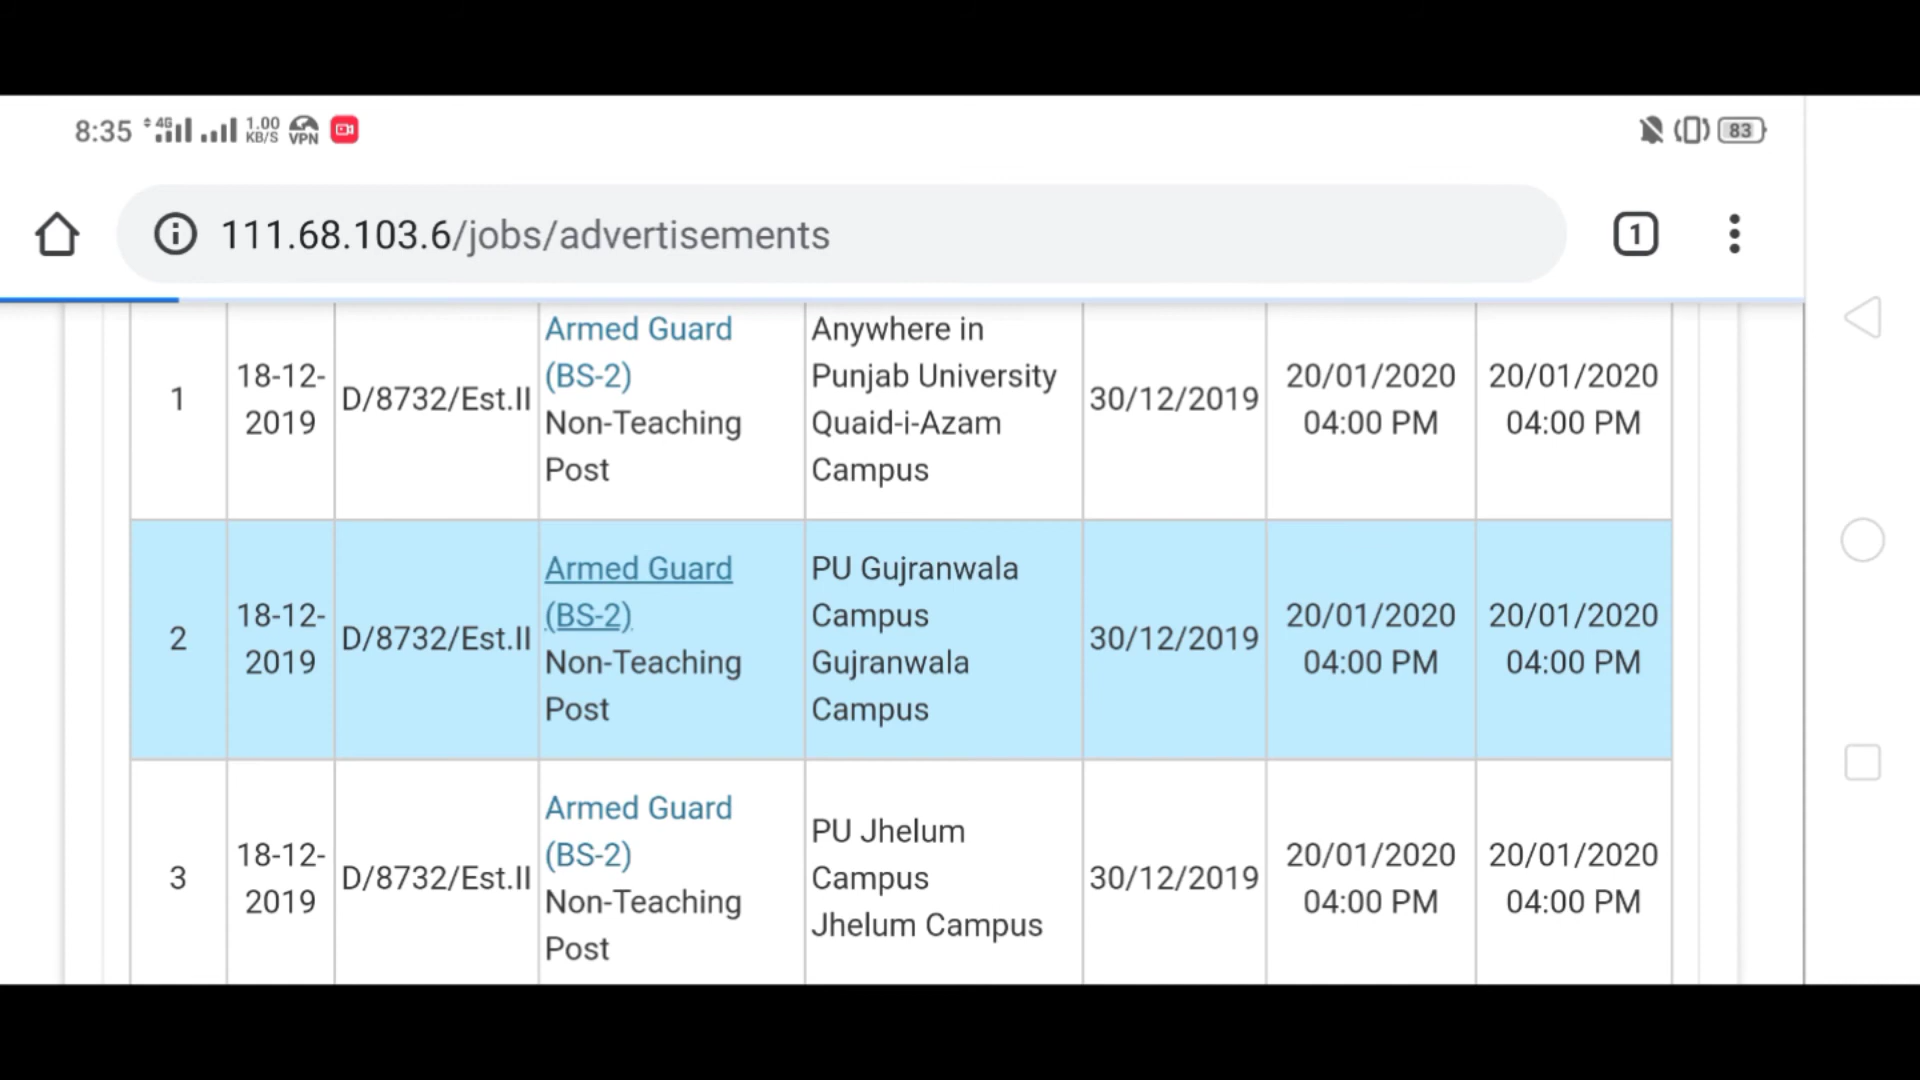 8:35 4G 1.00 KB/S VPN 83
111.68.103.6/jobs/advertisements 1
1
18-12-
2019
D/8732/Est.II
Armed Guard
(BS-2)
Non-Teaching
Post
Anywhere in
Punjab University
Quaid-i-Azam
Campus
30/12/2019
20/01/2020
04:00 PM
20/01/2020
04:00 PM
2
18-12-
2019
D/8732/Est.II
Armed Guard
(BS-2)
Non-Teaching
Post
PU Gujranwala
Campus
Gujranwala
Campus
30/12/2019
20/01/2020
04:00 PM
20/01/2020
04:00 PM
3
18-12-
2019
D/8732/Est.II
Armed Guard
(BS-2)
Non-Teaching
Post
PU Jhelum
Campus
Jhelum Campus
30/12/2019
20/01/2020
04:00 PM
20/01/2020
04:00 PM